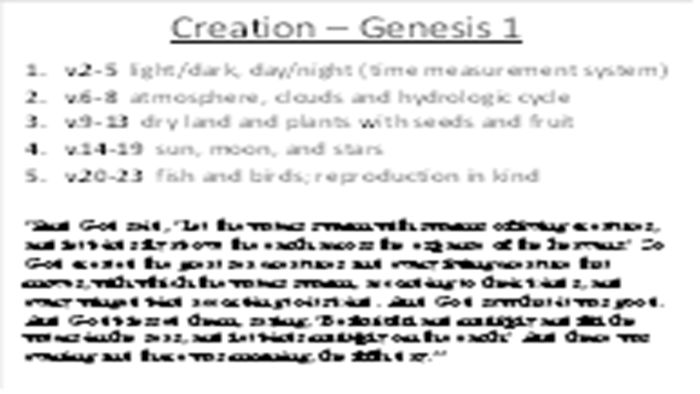 Creation – Genesis 1
1. v2-5 light/dark, day/night (time measurement system)
2. v6-8 atmosphere, clouds and hydrologic cycle
3. v9-13 dry land and plants with seeds and fruit
4. v14-19 sun, moon, and stars
5. v20-23 fish and birds; reproduction in kind
"And God said, "Let the waters swarm with swarms of living creatures,
and let birds fly above the earth across the expanse of the heavens." So
God created the great sea creatures and every living creature that
moves, with which the waters swarm, according to their kinds, and
every winged bird according to its kind. And God saw that it was good.
And God blessed them, saying, "Be fruitful and multiply and fill the
waters in the seas, and let birds multiply on the earth." And there was
evening and there was morning, the fifth day.""